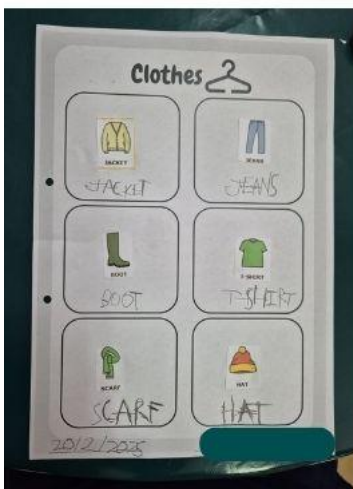 Clothes
JACKET JEANS
JACKET JEANS
BOOT T-SHIRT
BOOT T-SHIRT
SCARF HAT
SCARF HAT
20/2/2025